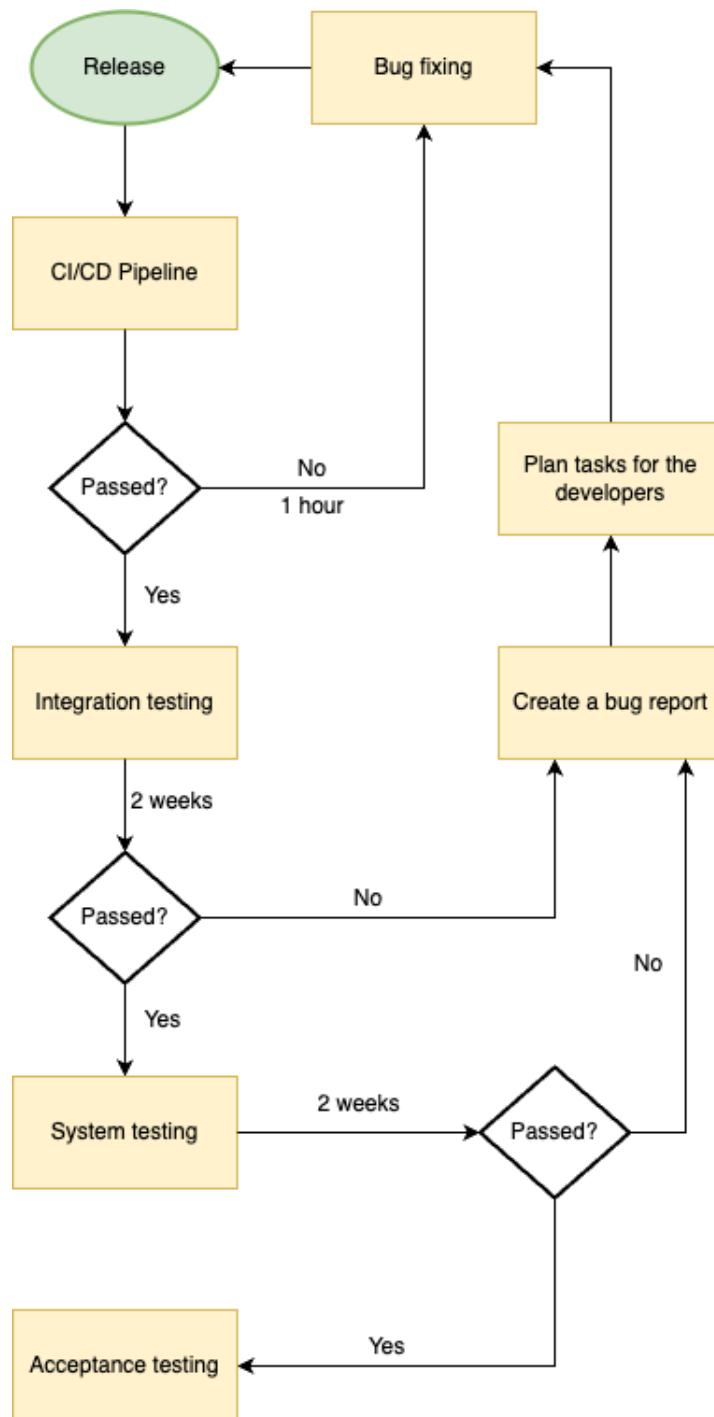 Release
Bug fixing
CI/CD Pipeline
Passed?
No
1 hour
Plan tasks for the
developers
Yes
Integration testing
Create a bug report
2 weeks
Passed?
No
No
Yes
System testing
2 weeks
Passed?
Yes
Acceptance testing